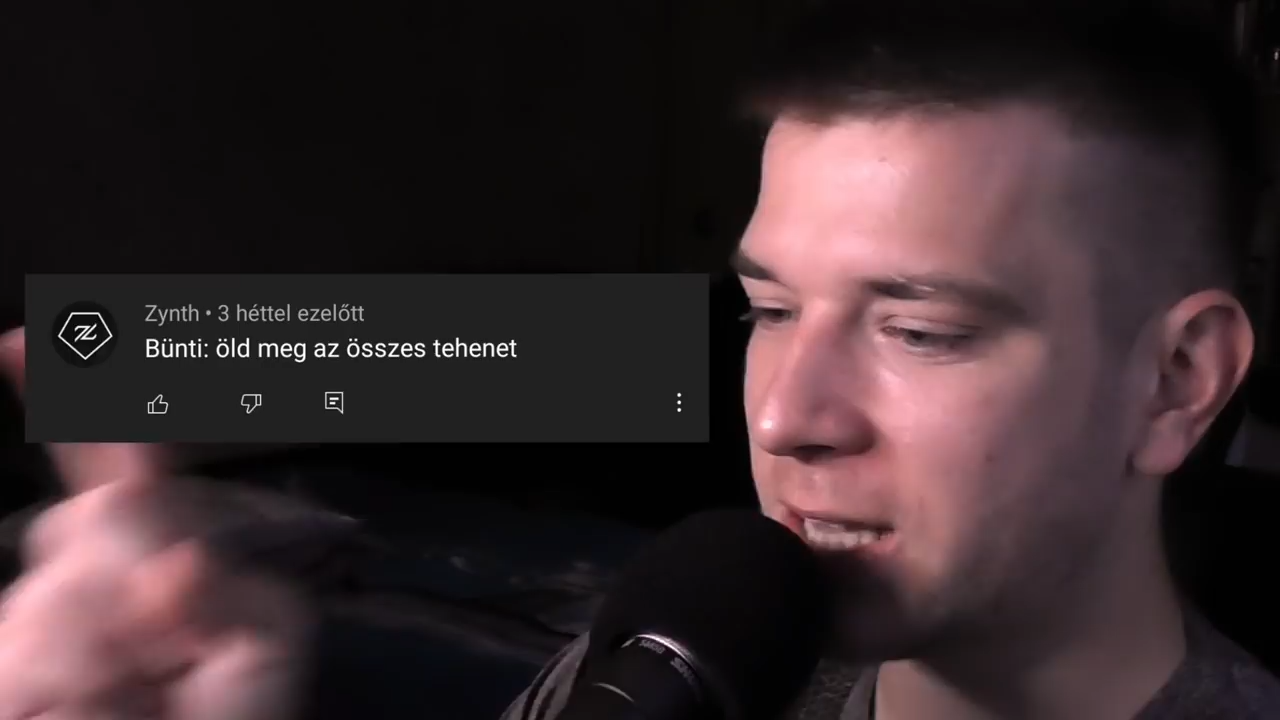 Zynth • 3 héttel ezelőtt
Bünti: öld meg az összes tehenet